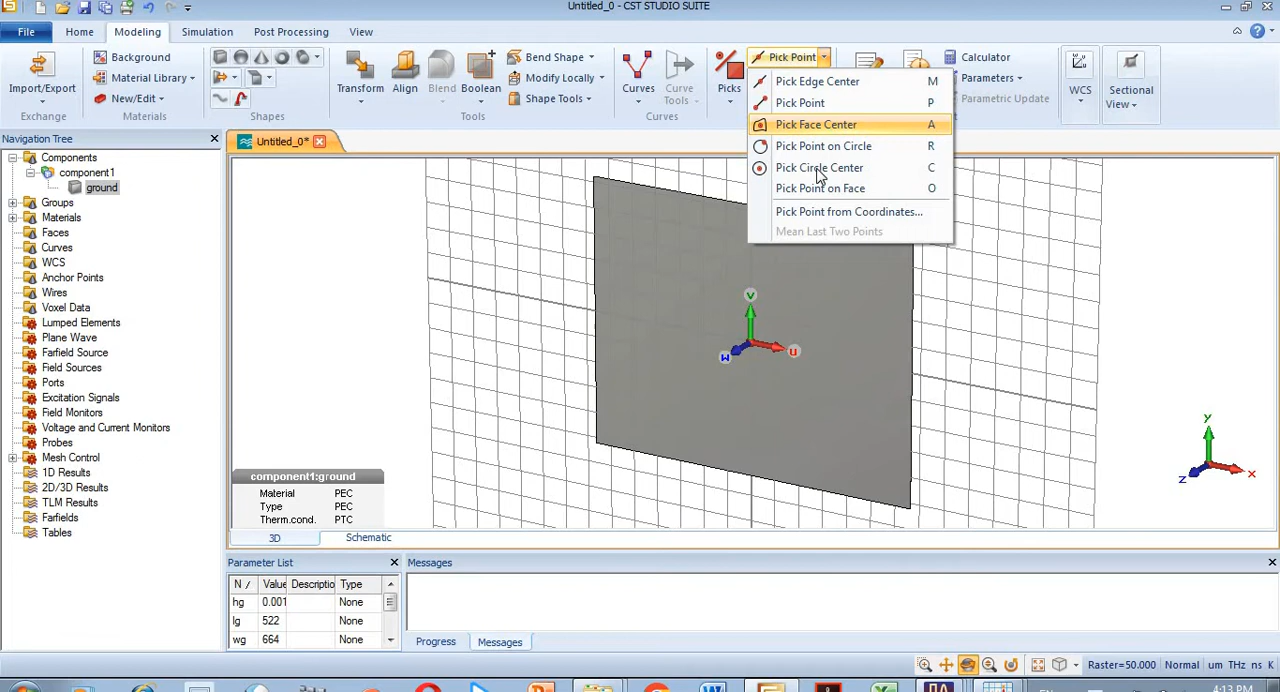 Untitled_0 - CST STUDIO SUITE
File Home Modeling Simulation Post Processing View
Import/Export
Exchange
Background
Material Library
New/Edit
Materials
Shapes
Transform
Align
Blend
Boolean
Bend Shape
Modify Locally
Shape Tools
Tools
Curves
Curve Tools
Curves
Picks
Pick Point
Pick Edge Center M
Pick Point P
Pick Face Center A
Pick Point on Circle R
Pick Circle Center C
Pick Point on Face O
Pick Point from Coordinates...
Mean Last Two Points
Calculator
Parameters
Parametric Update
WCS
Sectional View
Navigation Tree
Components
component1
ground
Groups
Materials
Faces
Curves
WCS
Anchor Points
Wires
Voxel Data
Lumped Elements
Plane Wave
Farfield Source
Field Sources
Ports
Excitation Signals
Field Monitors
Voltage and Current Monitors
Probes
Mesh Control
1D Results
2D/3D Results
TLM Results
Farfields
Tables
Untitled_0*
v
w
u
y
z
x
component1:ground
Material PEC
Type PEC
Therm.cond. PTC
3D Schematic
Parameter List
N / Value Descriptio Type
hg 0.001 None
lg 522 None
wg 664 None
Messages
Progress Messages
Raster=50.000 Normal um THz ns K
4:13 PM